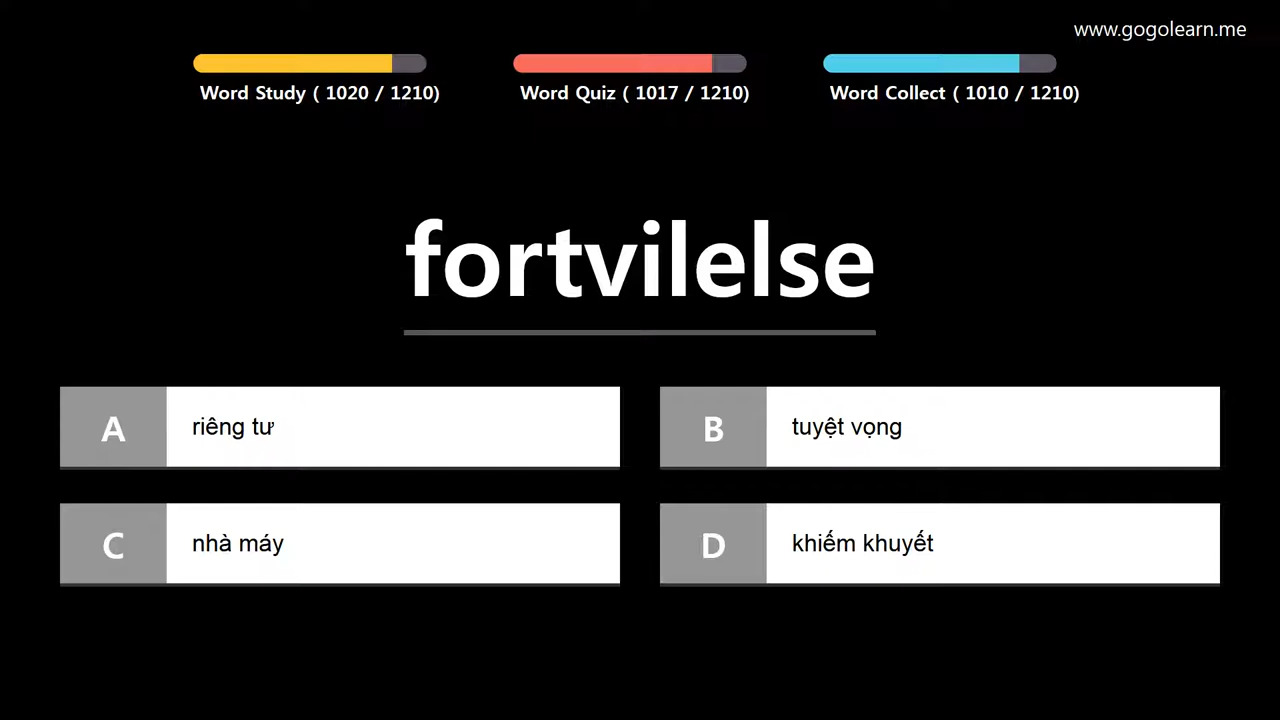 www.gogolearn.me
Word Study ( 1020 / 1210)
Word Quiz ( 1017 / 1210)
Word Collect ( 1010 / 1210)
fortvilelse
A riêng tư
B tuyệt vọng
C nhà máy
D khiếm khuyết